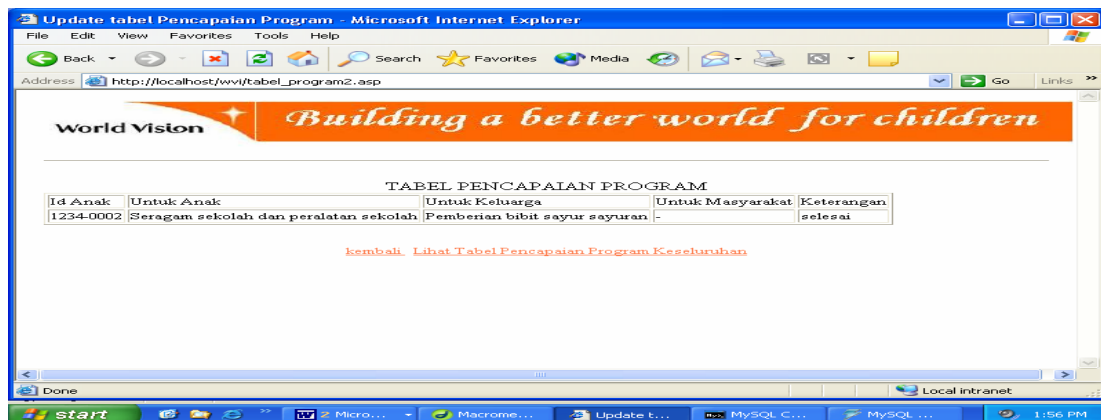 Update tabel Pencapaian Program - Microsoft Internet Explorer
File Edit View Favorites Tools Help
Back Search Favorites Media
Address http://localhost/wvi/tabel_program2.asp Go Links »
World Vision Building a better world for children
TABEL PENCAPAIAN PROGRAM
Id Anak Untuk Anak Untuk Keluarga Untuk Masyarakat Keterangan
1234-0002 Seragam sekolah dan peralatan sekolah Pemberian bibit sayur sayuran - selesai
kembali Lihat Tabel Pencapaian Program Keseluruhan
Done Local intranet
start » 2 Micro... Macrome... Update t... MySQL C... MySQL ... 1:56 PM